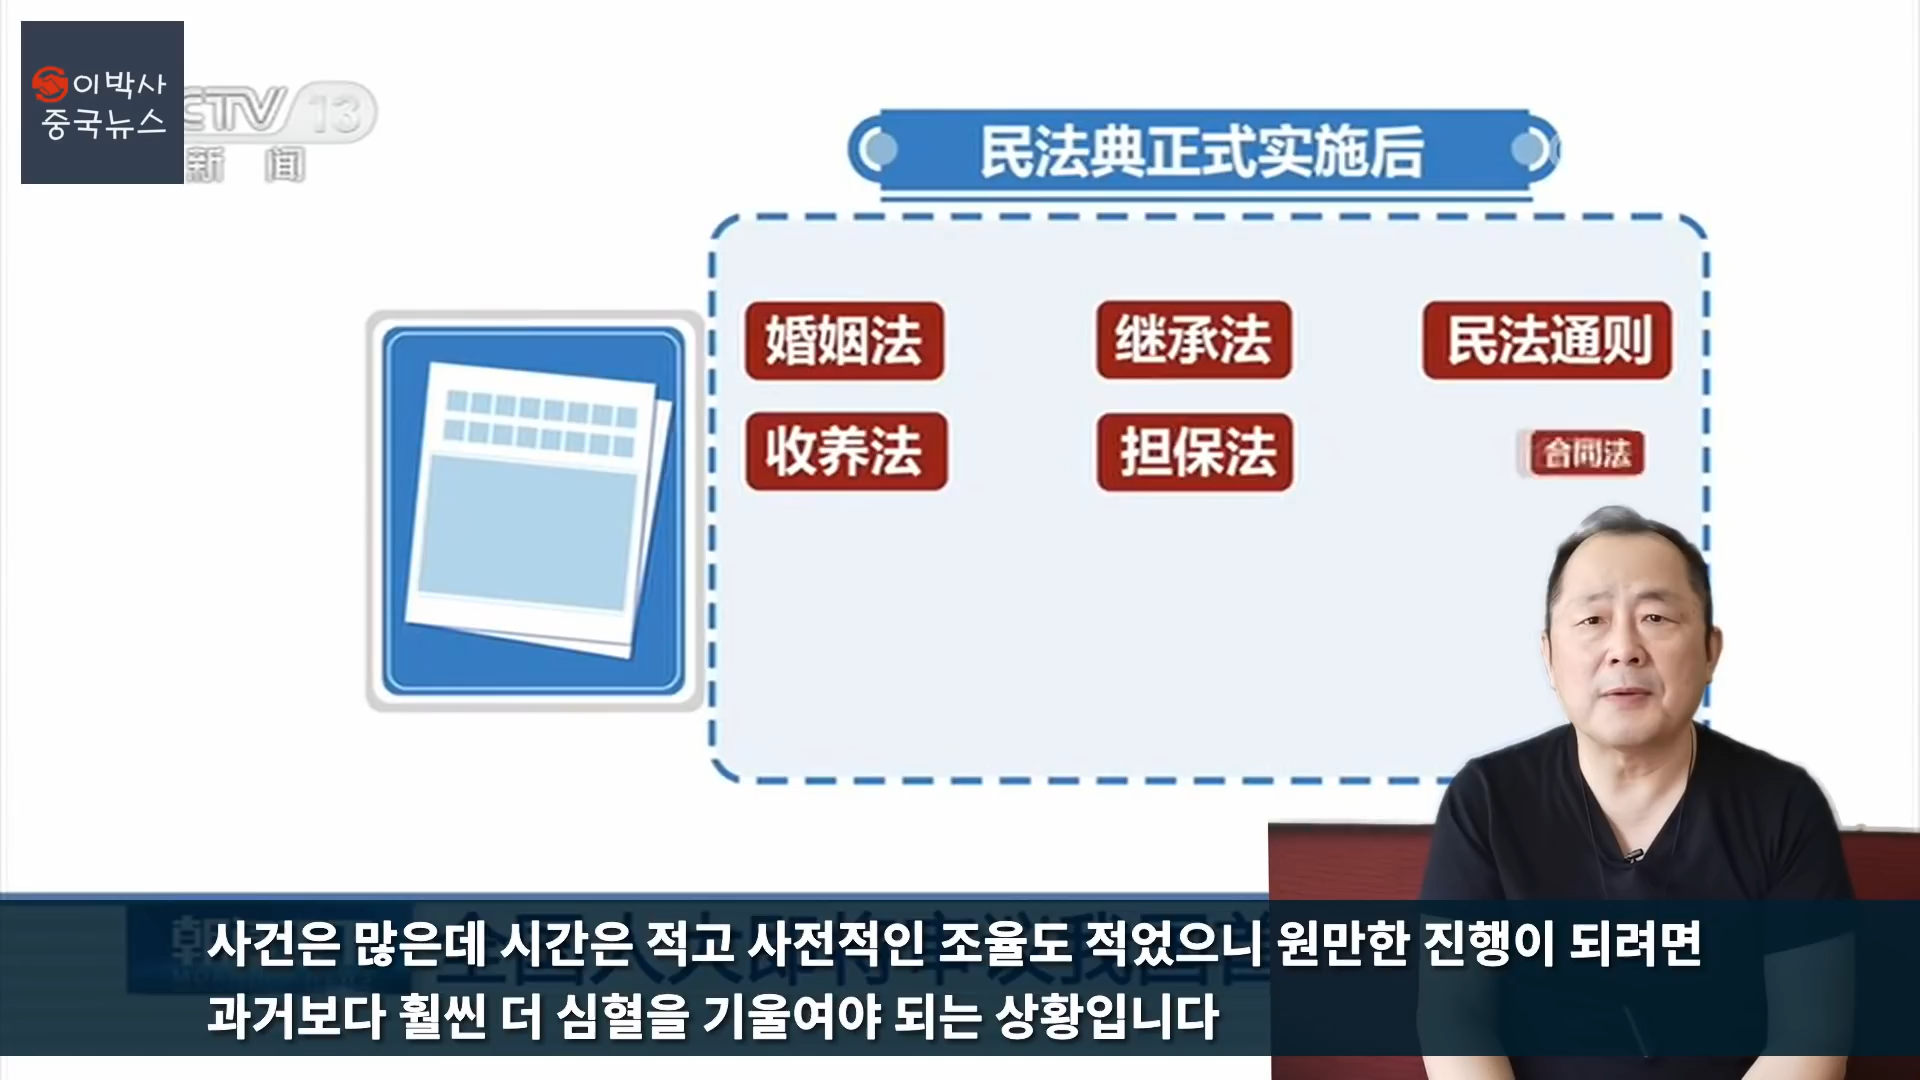 이박사
중국뉴스
CTV 13
新闻
民法典正式实施后
婚姻法
继承法
民法通则
收养法
担保法
合同法
사건은 많은데 시간은 적고 사전적인 조율도 적었으니 원만한 진행이 되려면
과거보다 훨씬 더 심혈을 기울여야 되는 상황입니다